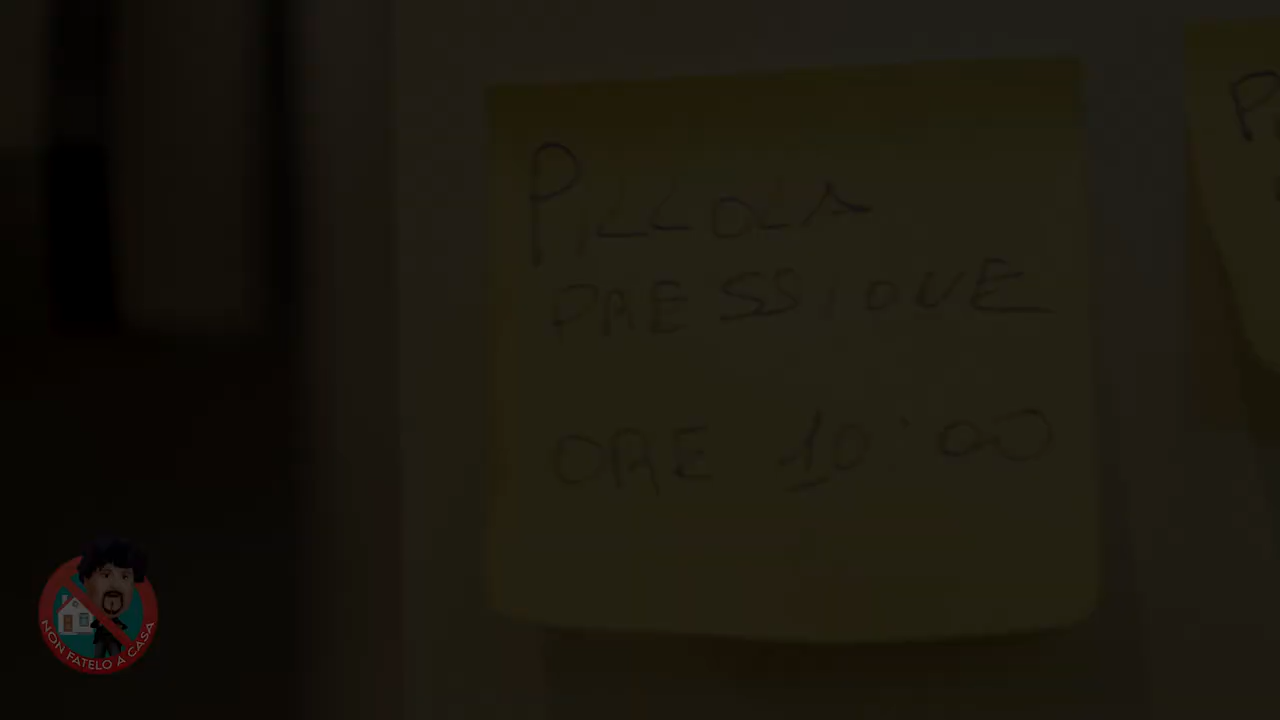 PILLOLA
PRESSIONE
ORE 10:00
P
NON FATELO A CASA